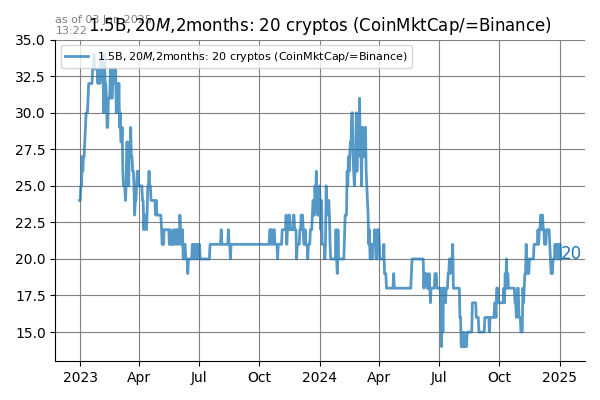 as of 03 Jan 2025
13:22
1.5B, 20M, 2months: 20 cryptos (CoinMktCap/=Binance)
1.5B, 20M, 2months: 20 cryptos (CoinMktCap/=Binance)
35.0
32.5
30.0
27.5
25.0
22.5
20.0
17.5
15.0
20
2023 Apr Jul Oct 2024 Apr Jul Oct 2025